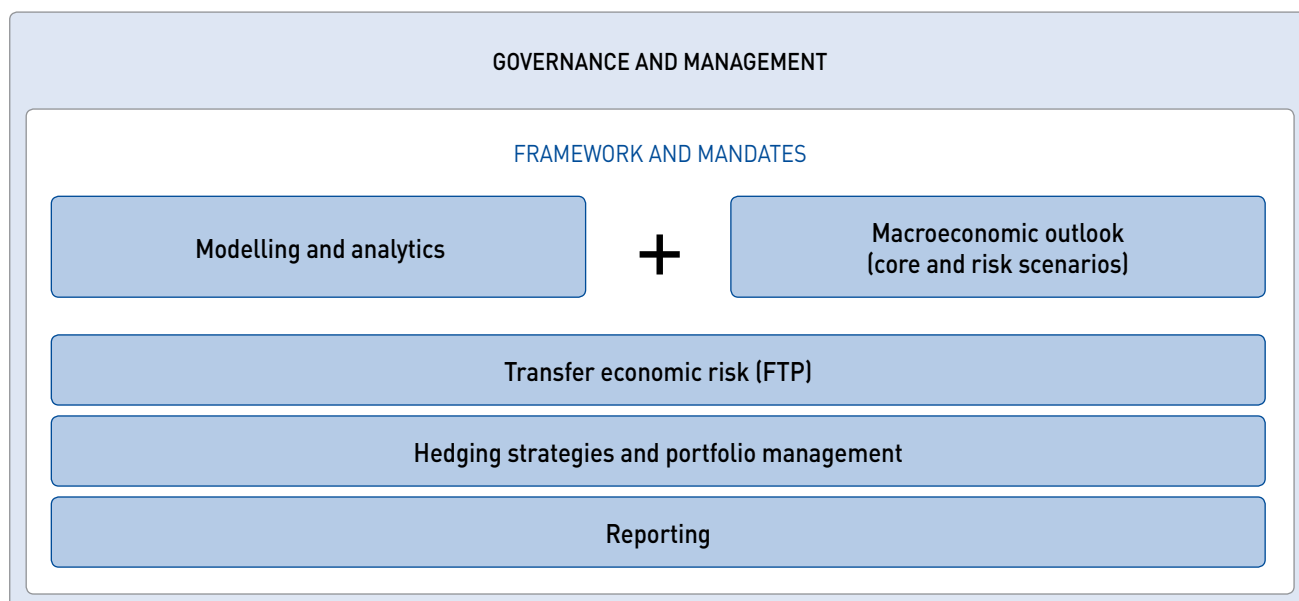 GOVERNANCE AND MANAGEMENT
FRAMEWORK AND MANDATES
Modelling and analytics
+
Macroeconomic outlook
(core and risk scenarios)
Transfer economic risk (FTP)
Hedging strategies and portfolio management
Reporting